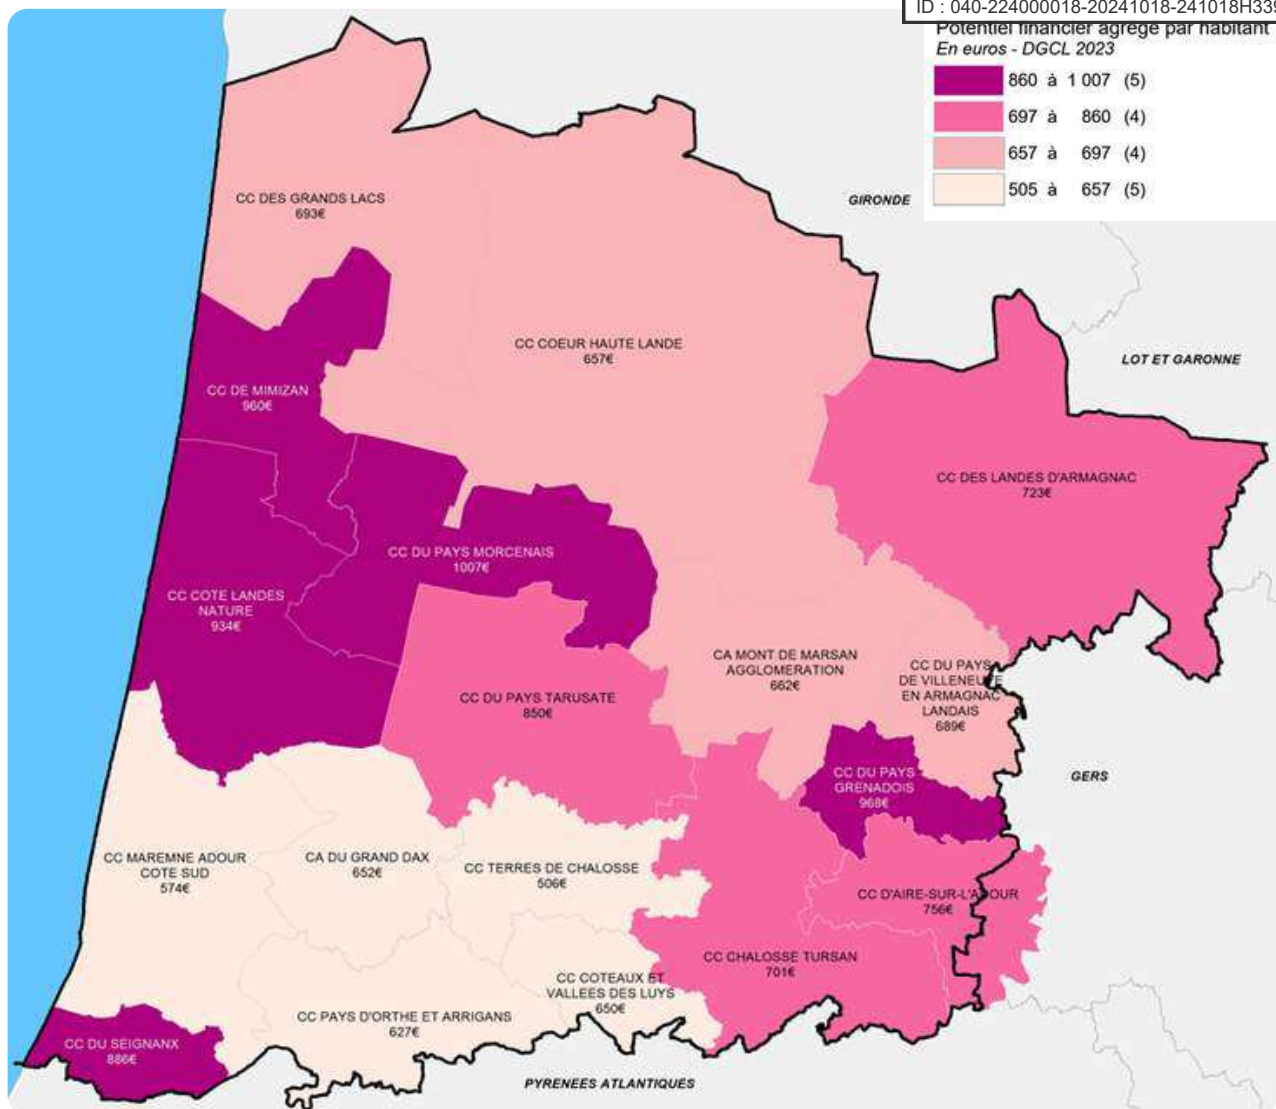 ID : 040-224000018-20241018-241018H339
Potentiel financier agrégé par habitant
En euros - DGCL 2023
860 à 1 007 (5)
697 à 860 (4)
657 à 697 (4)
505 à 657 (5)
GIRONDE
CC DES GRANDS LACS
693€
CC COEUR HAUTE LANDE
657€
LOT ET GARONNE
CC DE MIMIZAN
960€
CC DES LANDES D'ARMAGNAC
723€
CC DU PAYS MORCENAIS
1007€
CC COTE LANDES
NATURE
934€
CA MONT DE MARSAN
AGGLOMERATION
662€
CC DU PAYS
DE VILLENEUVE
EN ARMAGNAC
LANDAIS
689€
CC DU PAYS TARUSATE
850€
CC DU PAYS
GRENADOIS
968€
GERS
CC MAREMNE ADOUR
COTE SUD
574€
CA DU GRAND DAX
652€
CC TERRES DE CHALOSSE
506€
CC D'AIRE-SUR-L'ADOUR
756€
CC CHALOSSE TURSAN
701€
CC COTEAUX ET
VALLEES DES LUYS
650€
CC PAYS D'ORTHE ET ARRIGANS
627€
CC DU SEIGNANX
886€
PYRENEES ATLANTIQUES